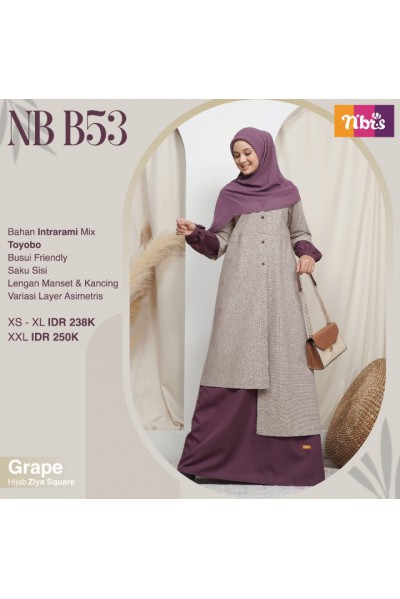 NB B53
Nibrs
Bahan Intrarami Mix
Toyobo
Busui Friendly
Saku Sisi
Lengan Manset & Kancing
Variasi Layer Asimetris
XS - XL IDR 238K
XXL IDR 250K
Grape
Hijab Ziya Square